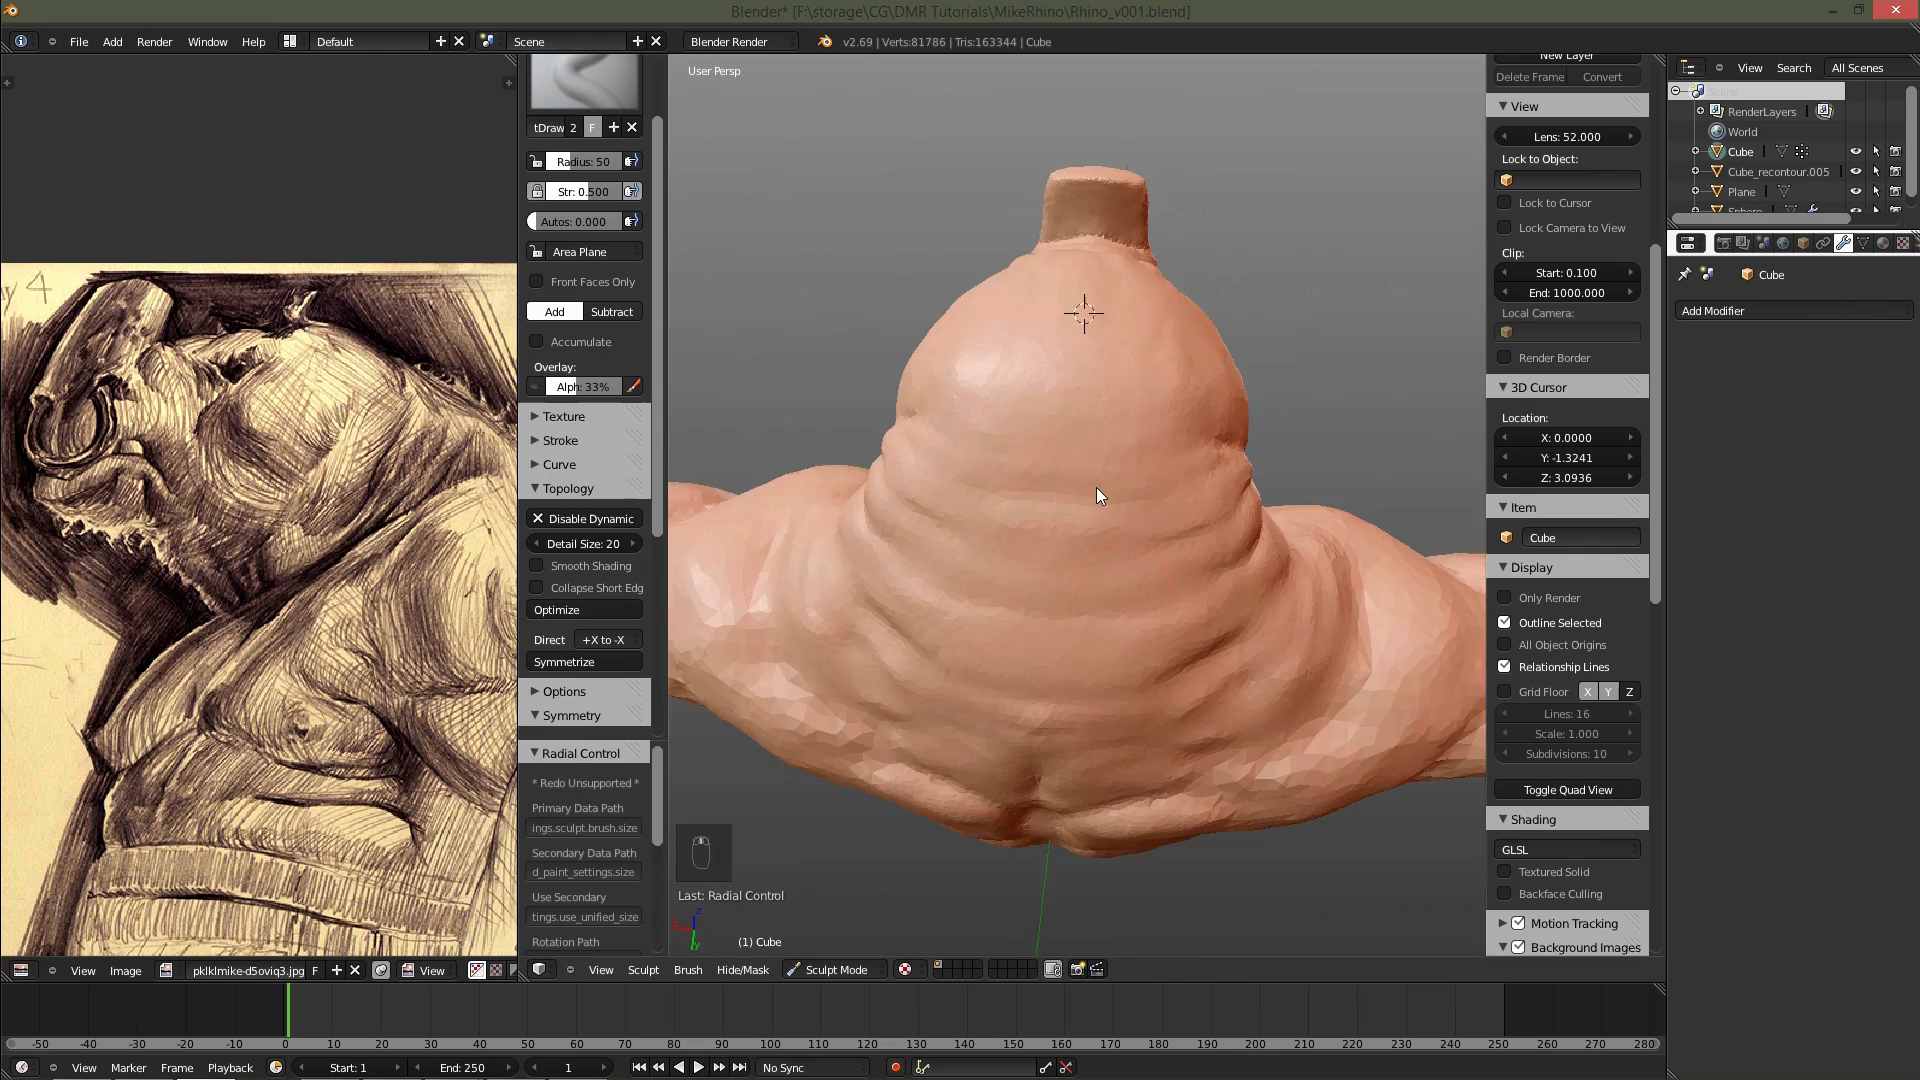 Blender* [F:\storage\CG\DMR Tutorials\MikeRhino\Rhino_v001.blend]
File Add Render Window Help Default Scene Blender Render v2.69 | Verts:81786 | Tris:163344 | Cube
User Persp
tDraw 2 F
Radius: 50
Str: 0.500
Autos: 0.000
Area Plane
Front Faces Only
Add Subtract
Accumulate
Overlay:
Alph: 33%
Texture
Stroke
Curve
Topology
Disable Dynamic
Detail Size: 20
Smooth Shading
Collapse Short Edg
Optimize
Direct +X to -X
Symmetrize
Options
Symmetry
Radial Control
* Redo Unsupported *
Primary Data Path
ings.sculpt.brush.size
Secondary Data Path
d_paint_settings.size
Use Secondary
tings.use_unified_size
Rotation Path
Last: Radial Control
z
y
(1) Cube
New Layer
Delete Frame Convert
View
Lens: 52.000
Lock to Object:
Lock to Cursor
Lock Camera to View
Clip:
Start: 0.100
End: 1000.000
Local Camera:
Render Border
3D Cursor
Location:
X: 0.0000
Y: -1.3241
Z: 3.0936
Item
Cube
Display
Only Render
Outline Selected
All Object Origins
Relationship Lines
Grid Floor X Y Z
Lines: 16
Scale: 1.000
Subdivisions: 10
Toggle Quad View
Shading
GLSL
Textured Solid
Backface Culling
Motion Tracking
Background Images
View Search All Scenes
Scene
RenderLayers
World
Cube
Cube_recontour.005
Plane
Sphere
Cube
Add Modifier
View Image pklklmike-d5oviq3.jpg F View
View Sculpt Brush Hide/Mask Sculpt Mode
-50 -40 -30 -20 -10 0 10 20 30 40 50 60 70 80 90 100 110 120 130 140 150 160 170 180 190 200 210 220 230 240 250 260 270 280
View Marker Frame Playback Start: 1 End: 250 1 No Sync